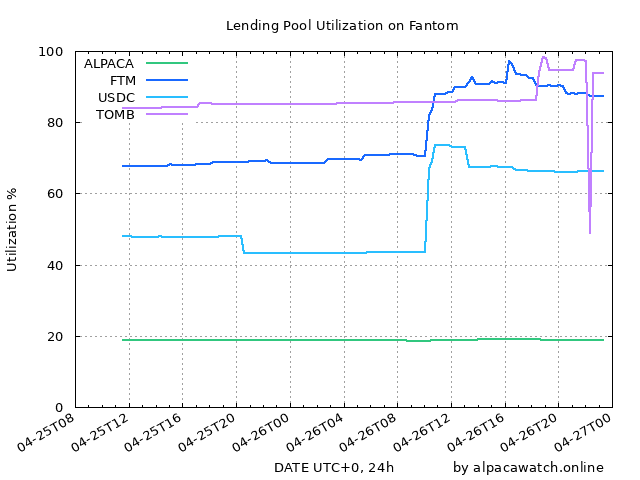 Lending Pool Utilization on Fantom
100
80
60
40
20
0
Utilization %
ALPACA
FTM
USDC
TOMB
04-25T08
04-25T12
04-25T16
04-25T20
04-26T00
04-26T04
04-26T08
04-26T12
04-26T16
04-26T20
04-27T00
DATE UTC+0, 24h
by alpacawatch.online